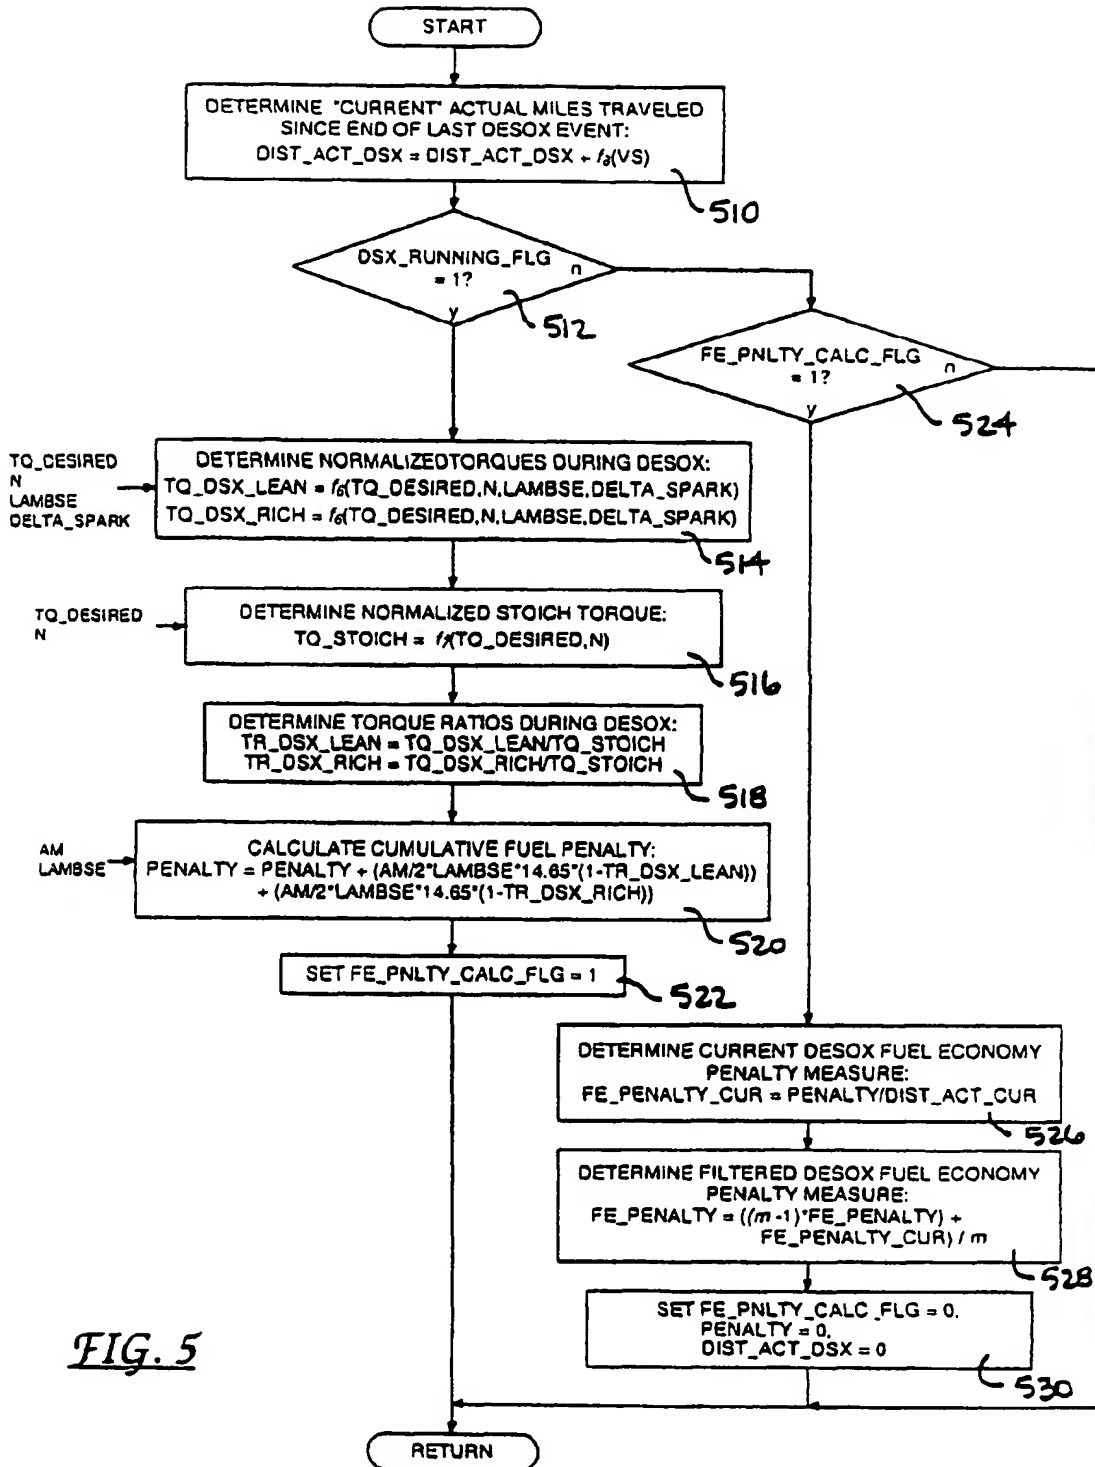 START
DETERMINE "CURRENT" ACTUAL MILES TRAVELED
SINCE END OF LAST DESOX EVENT:
DIST_ACT_DSX = DIST_ACT_DSX + f₂(VS)
510
DSX_RUNNING_FLG
= 1?
n
y
512
FE_PNLTY_CALC_FLG
= 1?
n
y
524
TQ_DESIRED
N
LAMBSE
DELTA_SPARK
DETERMINE NORMALIZEDTORQUES DURING DESOX:
TQ_DSX_LEAN = f₆(TQ_DESIRED,N,LAMBSE,DELTA_SPARK)
TQ_DSX_RICH = f₆(TQ_DESIRED,N,LAMBSE,DELTA_SPARK)
514
TQ_DESIRED
N
DETERMINE NORMALIZED STOICH TORQUE:
TQ_STOICH = f₇(TQ_DESIRED,N)
516
DETERMINE TORQUE RATIOS DURING DESOX:
TR_DSX_LEAN = TQ_DSX_LEAN/TQ_STOICH
TR_DSX_RICH = TQ_DSX_RICH/TQ_STOICH
518
AM
LAMBSE
CALCULATE CUMULATIVE FUEL PENALTY:
PENALTY = PENALTY + (AM/2*LAMBSE*14.65*(1-TR_DSX_LEAN))
+ (AM/2*LAMBSE*14.65*(1-TR_DSX_RICH))
520
SET FE_PNLTY_CALC_FLG = 1
522
DETERMINE CURRENT DESOX FUEL ECONOMY
PENALTY MEASURE:
FE_PENALTY_CUR = PENALTY/DIST_ACT_CUR
526
DETERMINE FILTERED DESOX FUEL ECONOMY
PENALTY MEASURE:
FE_PENALTY = ((m-1)*FE_PENALTY) +
FE_PENALTY_CUR) / m
528
SET FE_PNLTY_CALC_FLG = 0,
PENALTY = 0,
DIST_ACT_DSX = 0
530
FIG. 5
RETURN